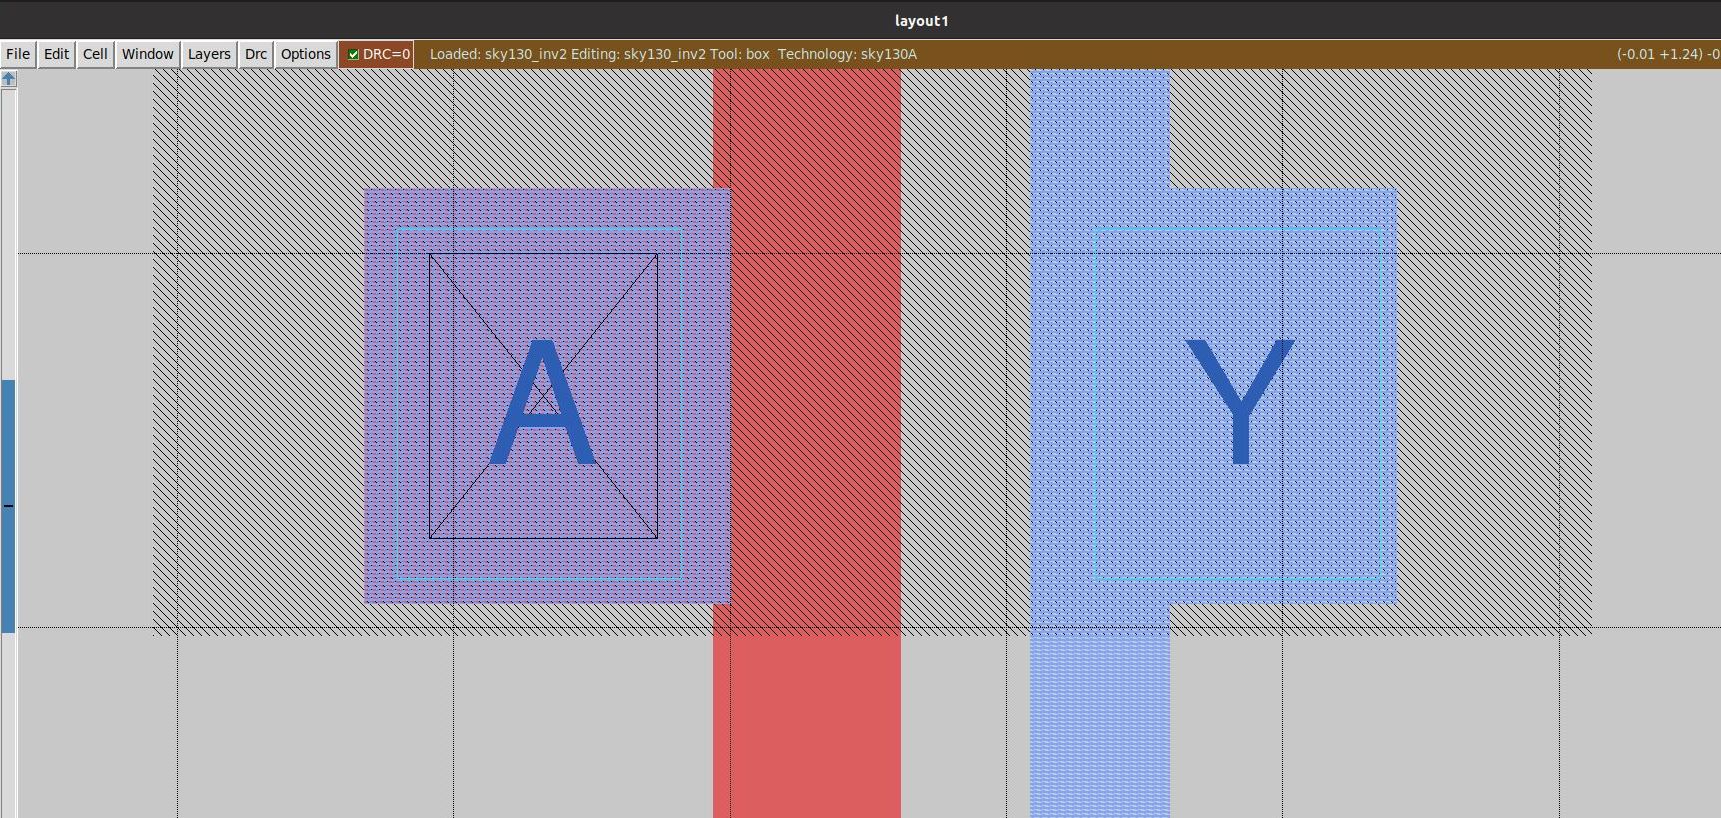 layout1
File Edit Cell Window Layers Drc Options DRC=0 Loaded: sky130_inv2 Editing: sky130_inv2 Tool: box Technology: sky130A (-0.01 +1.24) -0
A Y